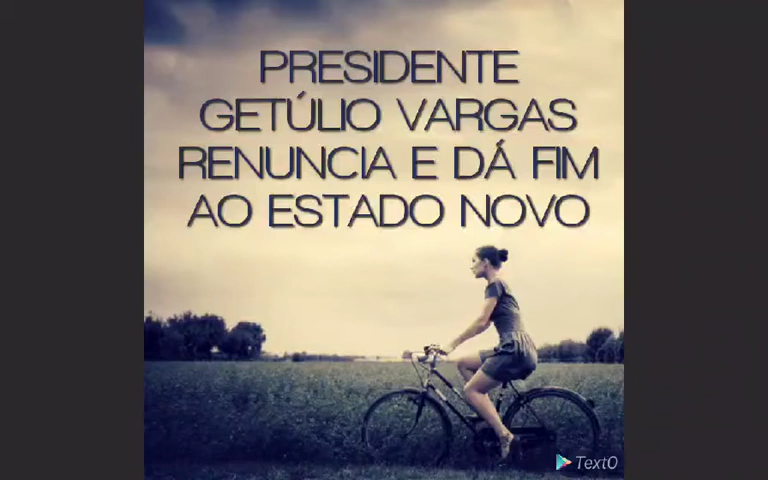 PRESIDENTE
GETÚLIO VARGAS
RENUNCIA E DÁ FIM
AO ESTADO NOVO
TextO